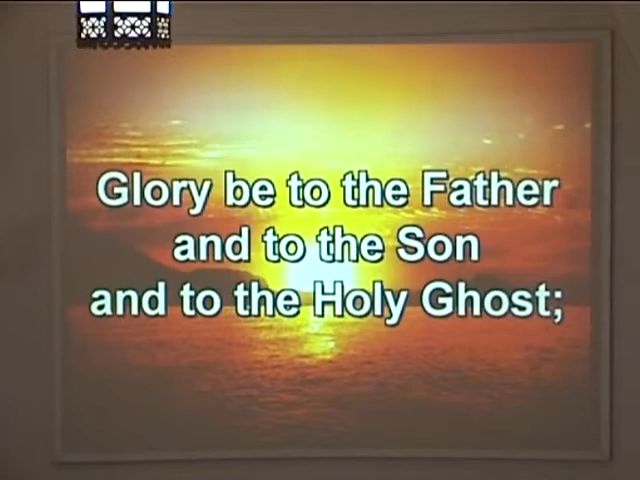 Glory be to the Father
and to the Son
and to the Holy Ghost;